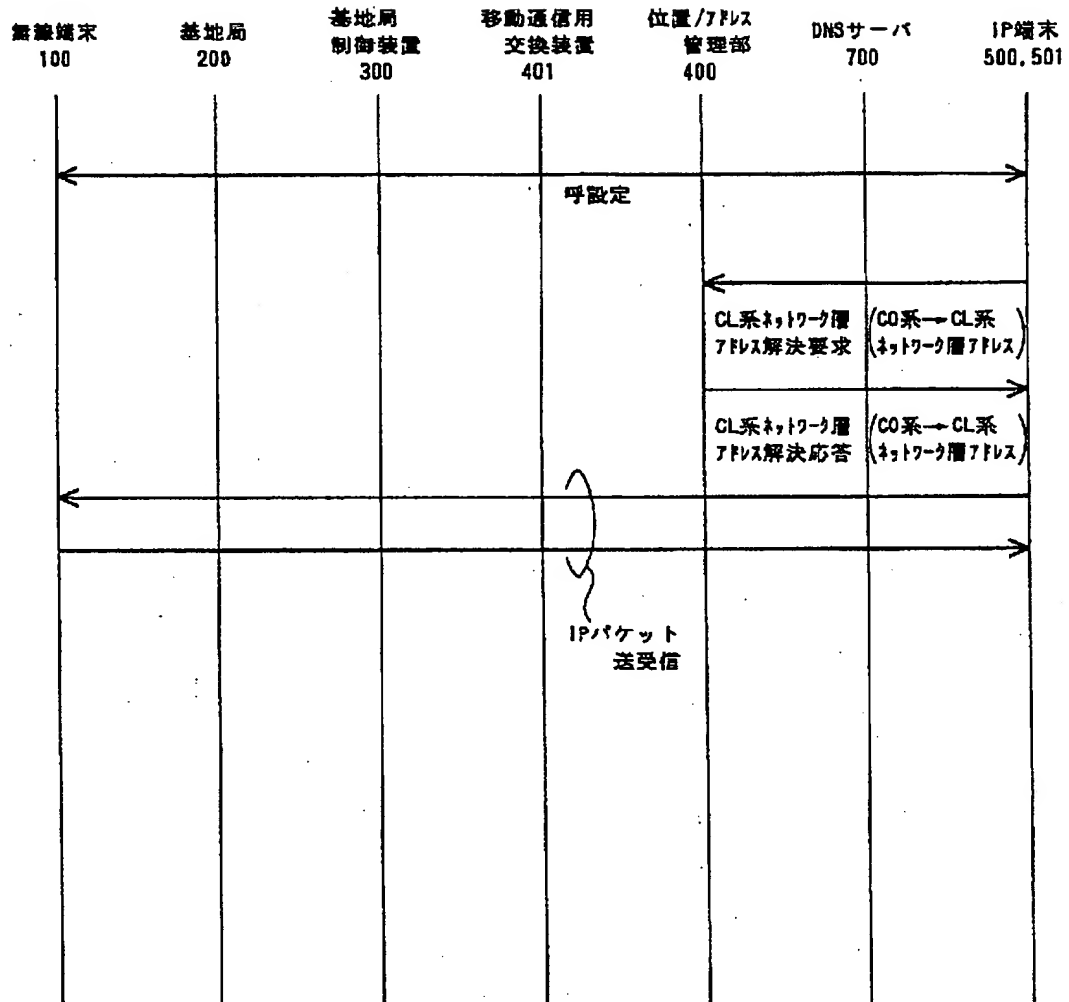 無線端末
100
基地局
200
基地局
制御装置
300
移動通信用
交換装置
401
位置/アドレス
管理部
400
DNSサーバ
700
IP端末
500,501
呼設定
CL系ネットワーク層
アドレス解決要求
(CO系→CL系
ネットワーク層アドレス)
CL系ネットワーク層
アドレス解決応答
(CO系→CL系
ネットワーク層アドレス)
IPパケット
送受信